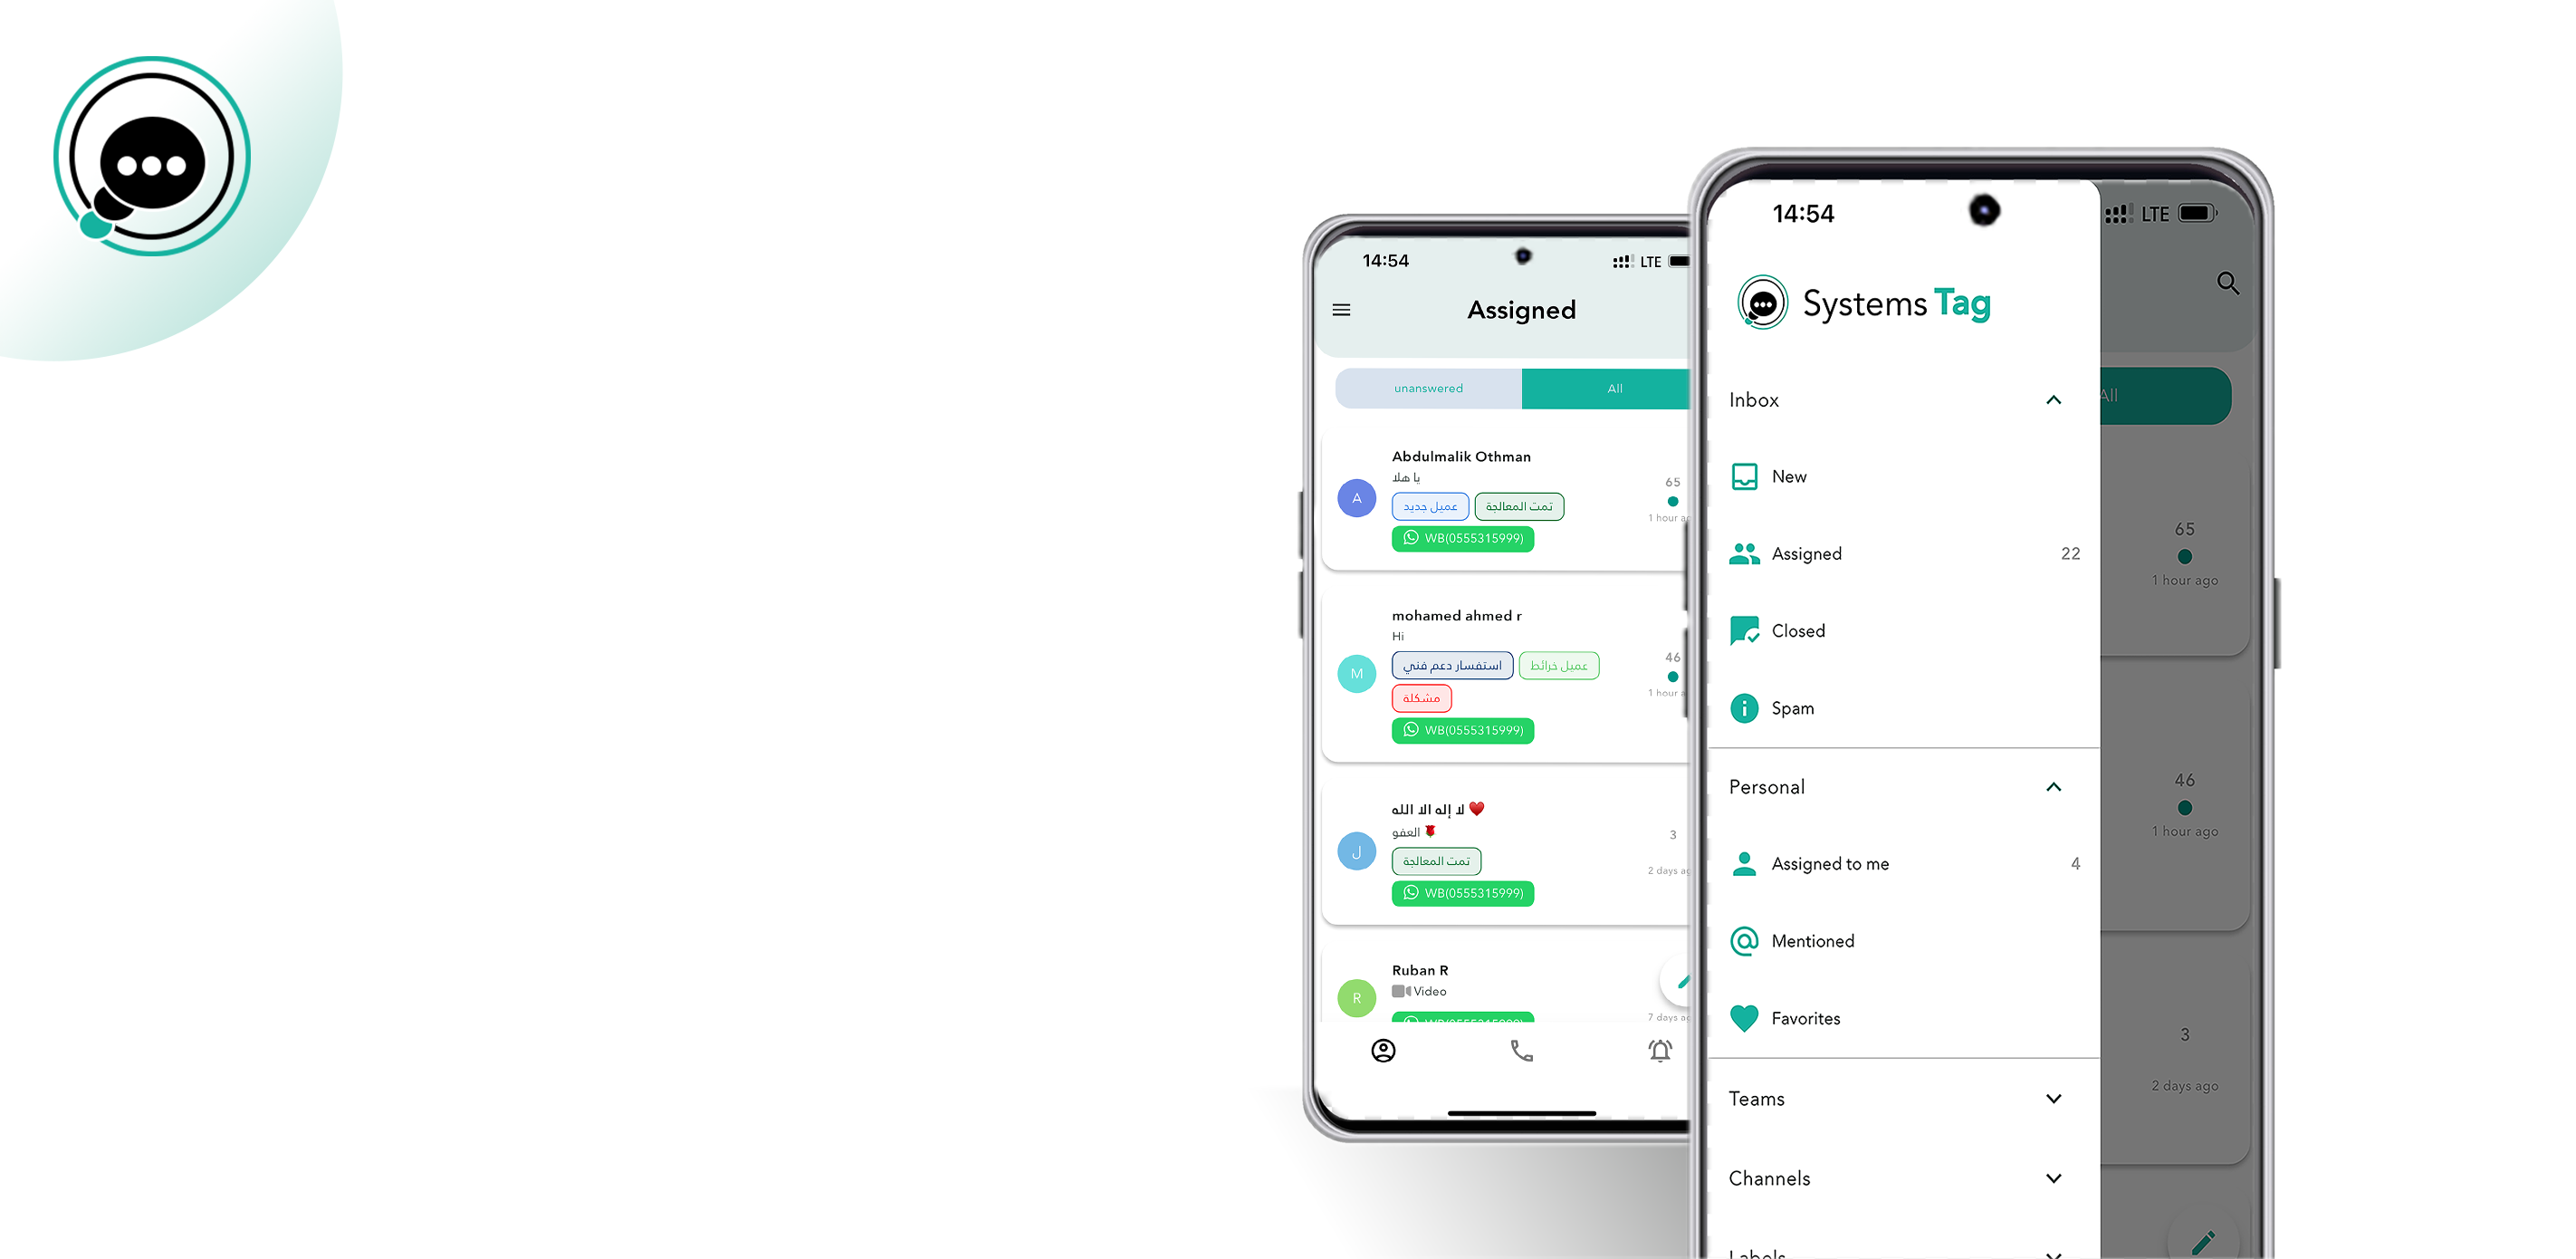 14:54
LTE
Assigned
unanswered
All
Abdulmalik Othman
يا هلا
65
عميل جديد
تمت المعالجة
1 hour
WB(0555315999)
mohamed ahmed r
Hi
46
استفسار دعم فني
عميل خرائط
1 hour
مشكلة
WB(0555315999)
لا إله الا الله ♥️
العفو 🌹
3
تمت المعالجة
2 days
WB(0555315999)
ل
A
M
Ruban R
R
Video
WB(0555315999)
7 days
14:54
LTE
Systems Tag
Inbox
All
New
65
Assigned
22
1 hour ago
Closed
Spam
Personal
46
1 hour ago
Assigned to me
4
Mentioned
Favorites
3
2 days ago
Teams
Channels
Labels